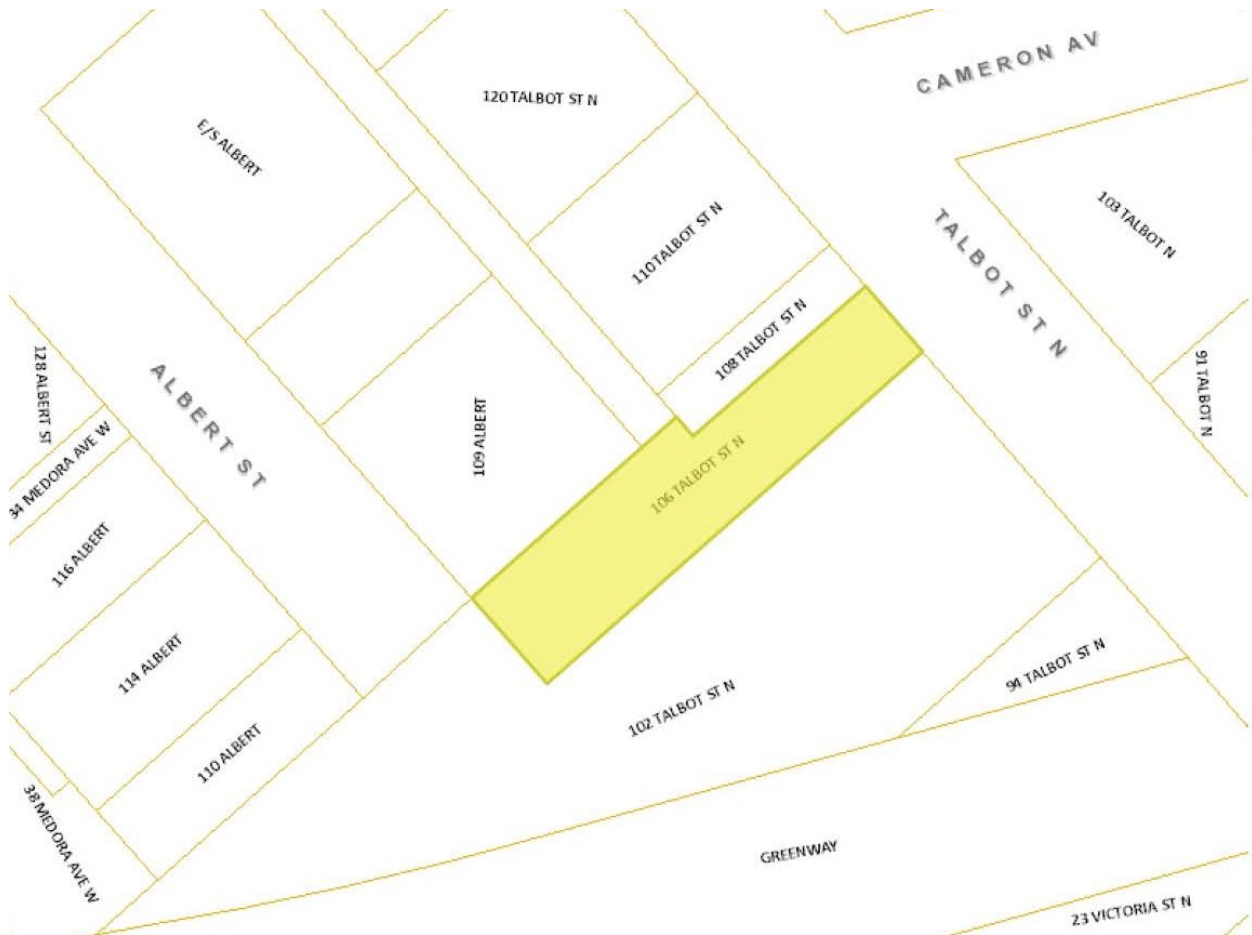 CAMERON AV
120 TALBOT ST N
E/S ALBERT
103 TALBOT N
110 TALBOT ST N
TALBOT ST N
108 TALBOT ST N
128 ALBERT ST
91 TALBOT N
ALBERT ST
109 ALBERT
34 MEDORA AVE W
106 TALBOT ST N
116 ALBERT
114 ALBERT
94 TALBOT ST N
102 TALBOT ST N
110 ALBERT
38 MEDORA AVE W
GREENWAY
23 VICTORIA ST N